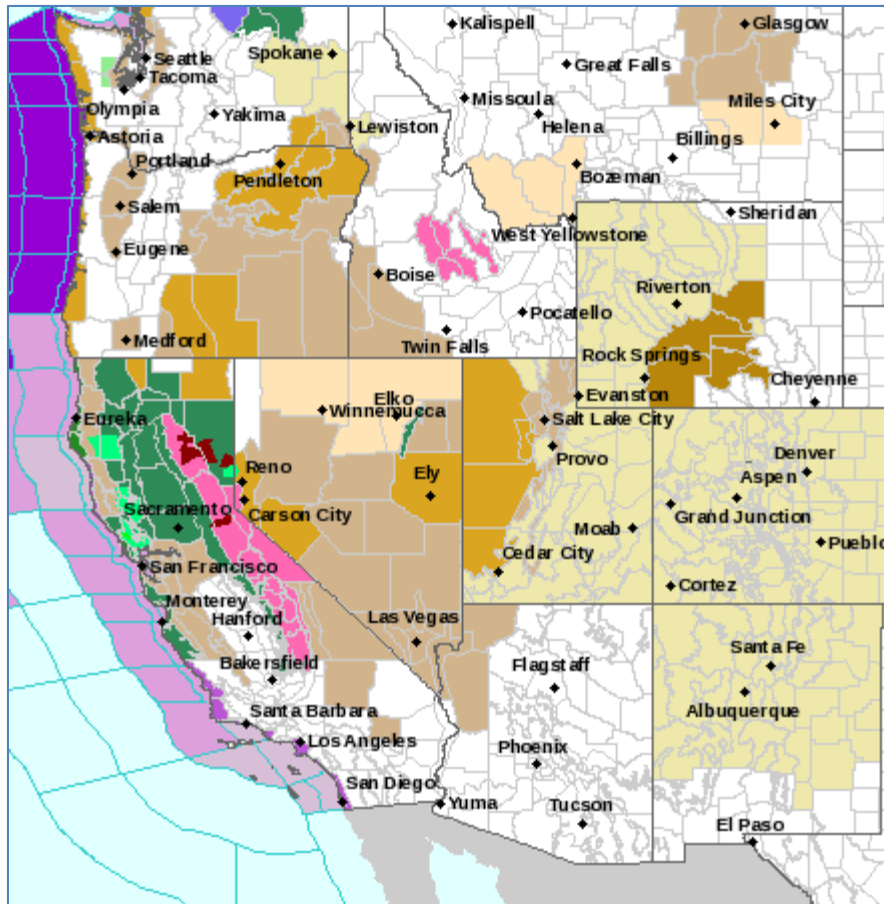 Kalispell
Glasgow
Seattle
Spokane
Great Falls
Tacoma
Missoula
Miles City
Olympia
Yakima
Lewiston
Helena
Astoria
Billings
Portland
Pendleton
Bozeman
Salem
Sheridan
West Yellowstone
Eugene
Boise
Riverton
Pocatello
Medford
Twin Falls
Rock Springs
Cheyenne
Elko
Evanston
Eureka
Winnemucca
Salt Lake City
Provo
Denver
Reno
Ely
Aspen
Sacramento
Carson City
Grand Junction
Moab
Pueblo
Cedar City
San Francisco
Cortez
Monterey
Hanford
Las Vegas
Bakersfield
Flagstaff
Santa Fe
Albuquerque
Santa Barbara
Los Angeles
Phoenix
San Diego
Yuma
Tucson
El Paso